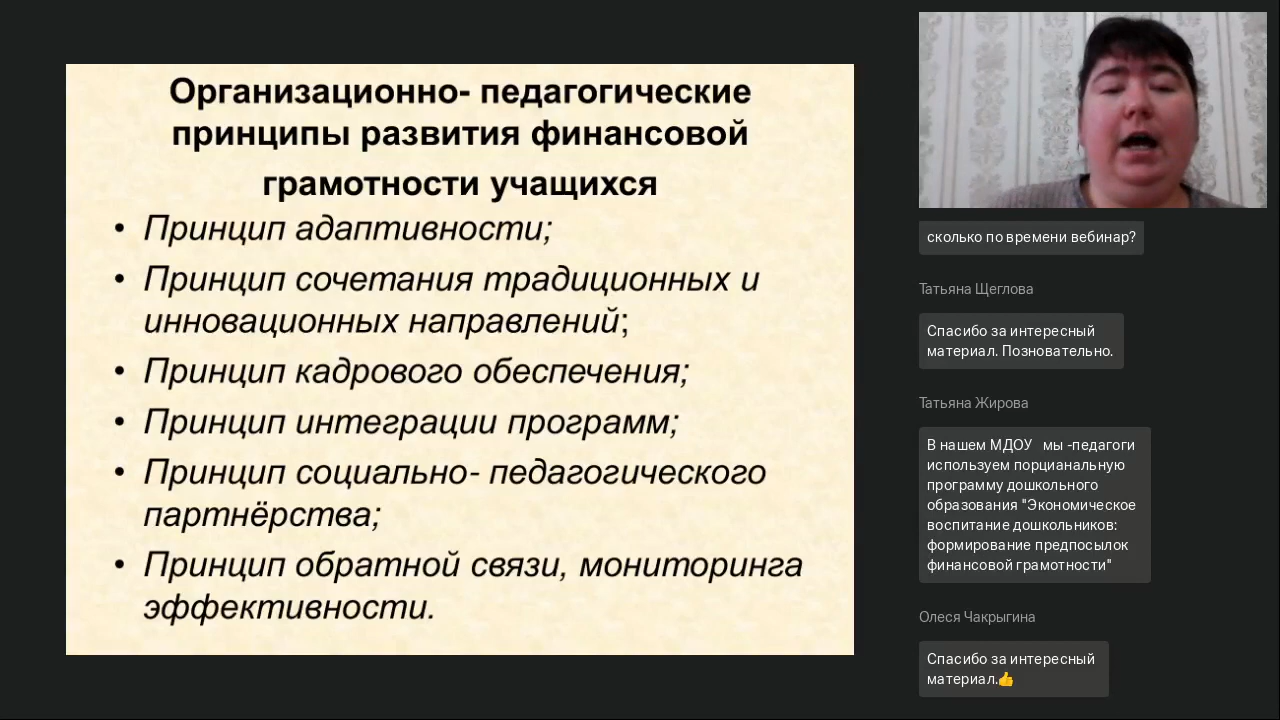 Организационно- педагогические
принципы развития финансовой
грамотности учащихся
• Принцип адаптивности;
• Принцип сочетания традиционных и
инновационных направлений;
• Принцип кадрового обеспечения;
• Принцип интеграции программ;
• Принцип социально- педагогического
партнёрства;
• Принцип обратной связи, мониторинга
эффективности.
сколько по времени вебинар?
Татьяна Щеглова
Спасибо за интересный
материал. Позновательно.
Татьяна Жирова
В нашем МДОУ мы -педагоги
используем порцианальную
программу дошкольного
образования "Экономическое
воспитание дошкольников:
формирование предпосылок
финансовой грамотности"
Олеся Чакрыгина
Спасибо за интересный
материал.👍